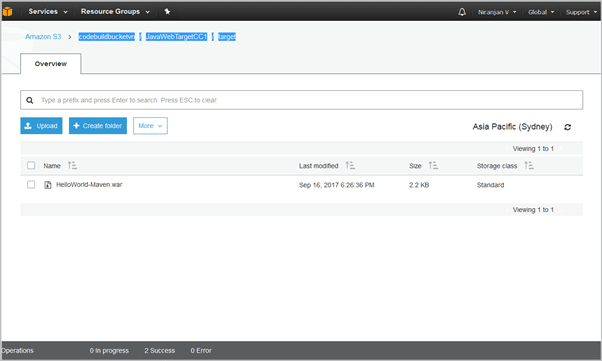 Services Resource Groups Niranjan V Global Support
Amazon S3 > codebuildbucketvn / JavaWebTargetCC1 / target
Overview
Type a prefix and press Enter to search. Press ESC to clear.
Upload + Create folder More Asia Pacific (Sydney)
Viewing 1 to 1
Name Last modified Size Storage class
HelloWorld-Maven.war Sep 16, 2017 6:26:36 PM 2.2 KB Standard
Viewing 1 to 1
Operations 0 In progress 2 Success 0 Error